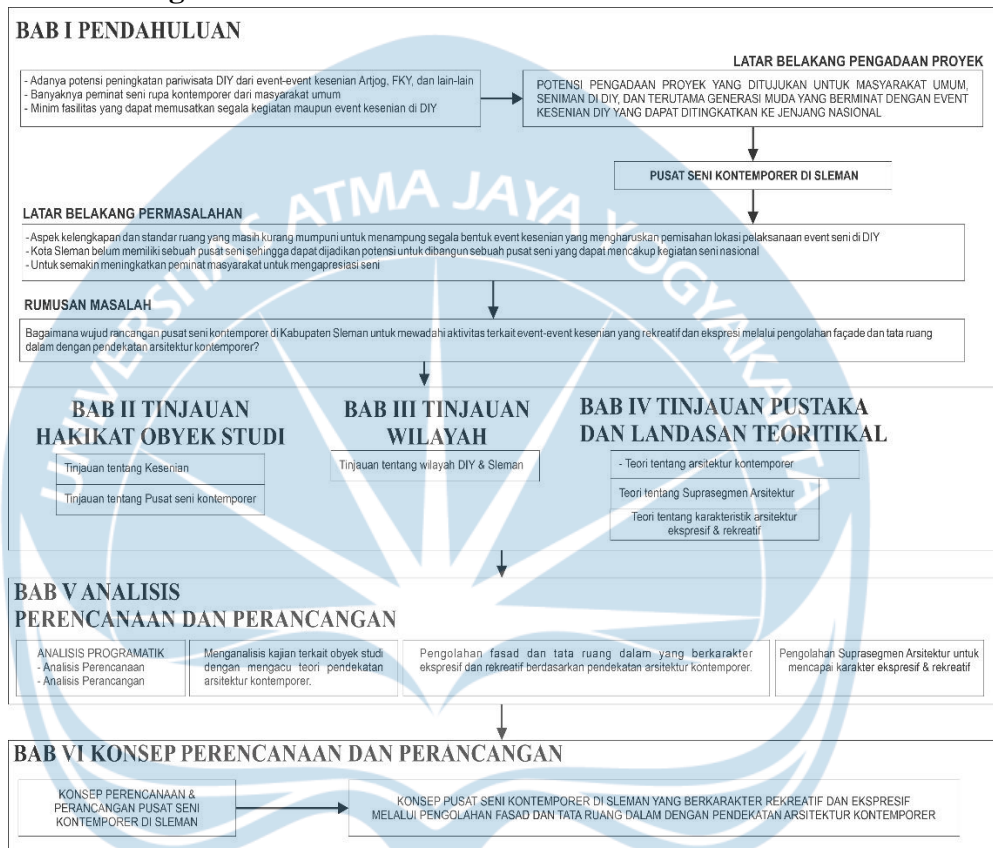 BAB I PENDAHULUAN
LATAR BELAKANG PENGADAAN PROYEK
- Adanya potensi peningkatan pariwisata DIY dari event-event kesenian Artjog, FKY, dan lain-lain
- Banyaknya peminat seni rupa kontemporer dari masyarakat umum
- Minim fasilitas yang dapat memusatkan segala kegiatan maupun event kesenian di DIY
POTENSI PENGADAAN PROYEK YANG DITUJUKAN UNTUK MASYARAKAT UMUM,
SENIMAN DI DIY, DAN TERUTAMA GENERASI MUDA YANG BERMINAT DENGAN EVENT
KESENIAN DIY YANG DAPAT DITINGKATKAN KE JENJANG NASIONAL
PUSAT SENI KONTEMPORER DI SLEMAN
LATAR BELAKANG PERMASALAHAN
- Aspek kelengkapan dan standar ruang yang masih kurang mumpuni untuk menampung segala bentuk event kesenian yang mengharuskan pemisahan lokasi pelaksanaan event seni di DIY
- Kota Sleman belum memiliki sebuah pusat seni sehingga dapat dijadikan potensi untuk dibangun sebuah pusat seni yang dapat mencakup kegiatan seni nasional
- Untuk semakin meningkatkan peminat masyarakat untuk mengapresiasi seni
RUMUSAN MASALAH
Bagaimana wujud rancangan pusat seni kontemporer di Kabupaten Sleman untuk mewadahi aktivitas terkait event-event kesenian yang rekreatif dan ekspresi melalui pengolahan façade dan tata ruang
dalam dengan pendekatan arsitektur kontemporer?
BAB II TINJAUAN
HAKIKAT OBYEK STUDI
Tinjauan tentang Kesenian
Tinjauan tentang Pusat seni kontemporer
BAB III TINJAUAN
WILAYAH
Tinjauan tentang wilayah DIY & Sleman
BAB IV TINJAUAN PUSTAKA
DAN LANDASAN TEORITIKAL
- Teori tentang arsitektur kontemporer
Teori tentang Suprasegmen Arsitektur
Teori tentang karakteristik arsitektur
ekspresif & rekreatif
BAB V ANALISIS
PERENCANAAN DAN PERANCANGAN
ANALISIS PROGRAMATIK
- Analisis Perencanaan
- Analisis Perancangan
Menganalisis kajian terkait obyek studi
dengan mengacu teori pendekatan
arsitektur kontemporer.
Pengolahan fasad dan tata ruang dalam yang berkarakter
ekspresif dan rekreatif berdasarkan pendekatan arsitektur kontemporer.
Pengolahan Suprasegmen Arsitektur untuk
mencapai karakter ekspresif & rekreatif
BAB VI KONSEP PERENCANAAN DAN PERANCANGAN
KONSEP PERENCANAAN &
PERANCANGAN PUSAT SENI
KONTEMPORER DI SLEMAN
KONSEP PUSAT SENI KONTEMPORER DI SLEMAN YANG BERKARAKTER REKREATIF DAN EKSPRESIF
MELALUI PENGOLAHAN FASAD DAN TATA RUANG DALAM DENGAN PENDEKATAN ARSITEKTUR KONTEMPORER
UNIVERSITAS ATMA JAYA YOGYAKARTA